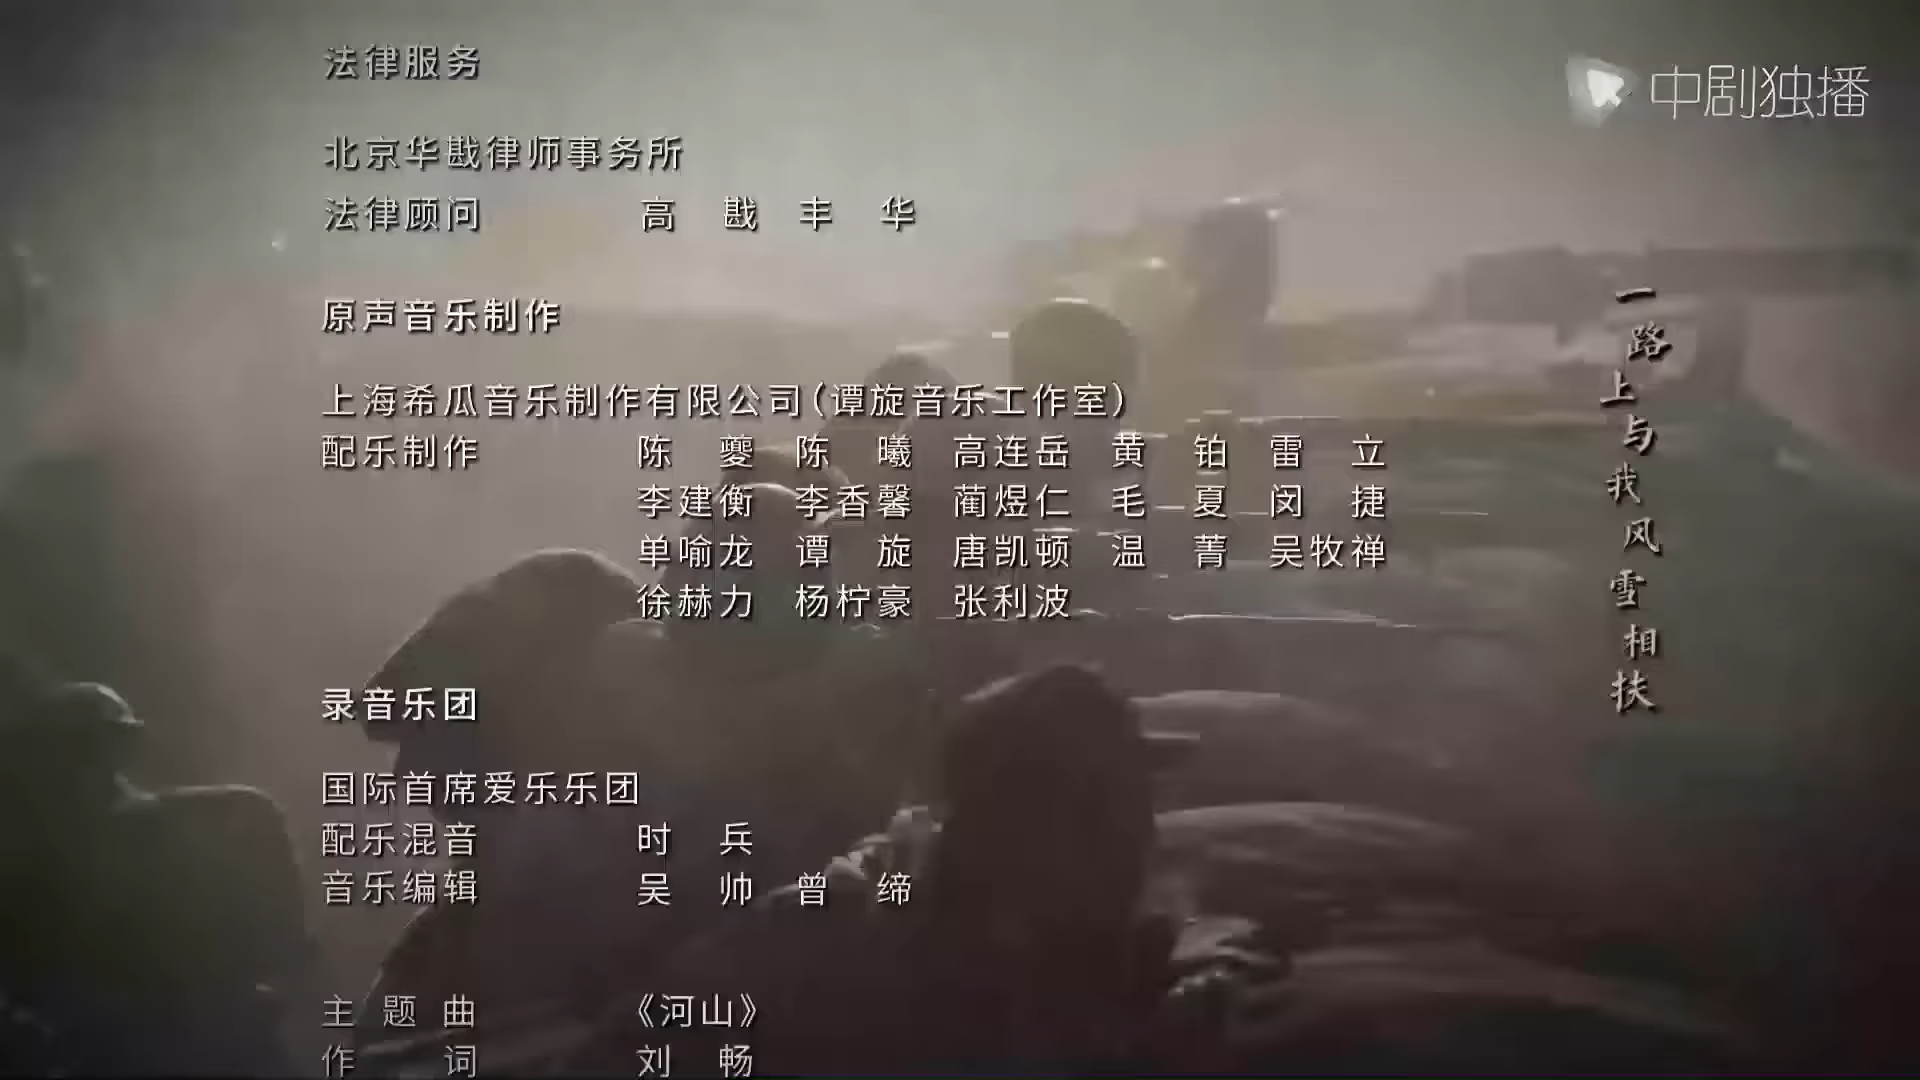 法律服务
中剧独播
北京华戡律师事务所
法律顾问 高 戡 丰 华
原声音乐制作
上海希瓜音乐制作有限公司(谭旋音乐工作室)
配乐制作 陈 夔 陈 曦 高连岳 黄 铂 雷 立
李建衡 李香馨 蔺煜仁 毛 夏 闵 捷
单喻龙 谭 旋 唐凯顿 温 菁 吴牧禅
徐赫力 杨柠豪 张利波
录音乐团
国际首席爱乐乐团
配乐混音 时 兵
音乐编辑 吴 帅 曾 缔
主 题 曲 《河山》
作 词 刘 畅
一路上与我风雪相扶